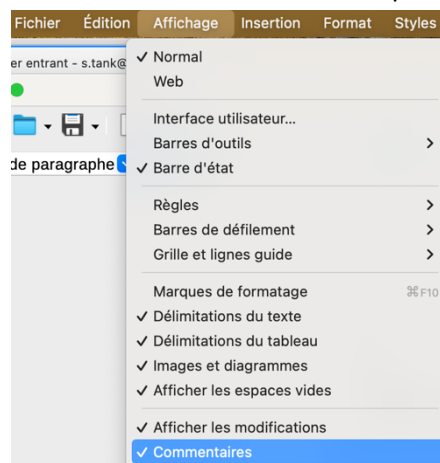 Fichier Édition Affichage Insertion Format Styles
er entrant - s.tank@
de paragraphe
✓ Normal
Web
Interface utilisateur...
Barres d'outils >
✓ Barre d'état
Règles >
Barres de défilement >
Grille et lignes guide >
Marques de formatage ⌘F10
✓ Délimitations du texte
✓ Délimitations du tableau
✓ Images et diagrammes
✓ Afficher les espaces vides
✓ Afficher les modifications
✓ Commentaires